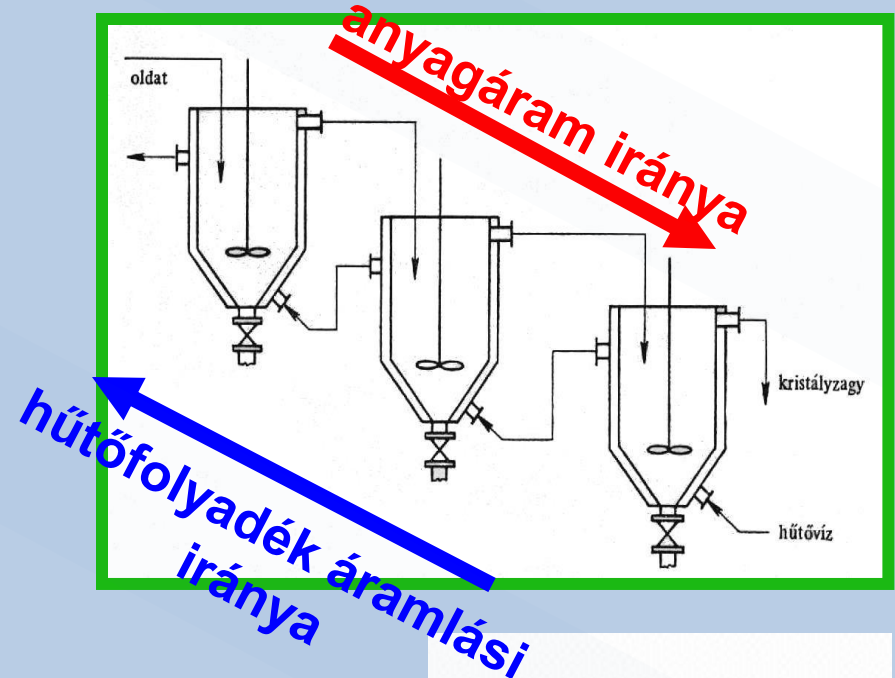 anyagáram iránya
oldat
kristályzagy
hűtőfolyadék áramlási
iránya
hűtővíz